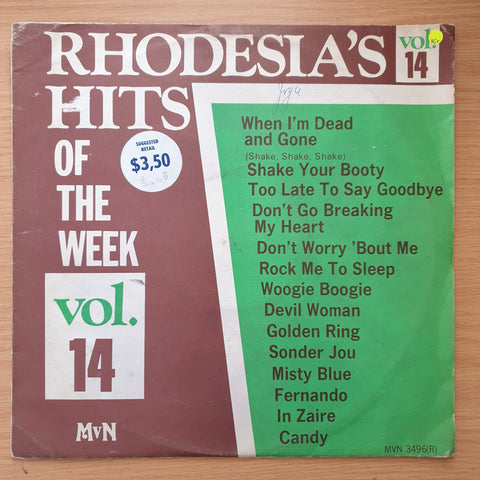 RHODESIA'S
HITS
OF
THE
WEEK
vol.
14
SUGGESTED
RETAIL
$3,50
vol.
14
When I'm Dead
and Gone
(Shake, Shake, Shake)
Shake Your Booty
Too Late To Say Goodbye
Don't Go Breaking
My Heart
Don't Worry 'Bout Me
Rock Me To Sleep
Woogie Boogie
Devil Woman
Golden Ring
Sonder Jou
Misty Blue
Fernando
In Zaire
Candy
MvN
MVN 3496(R)